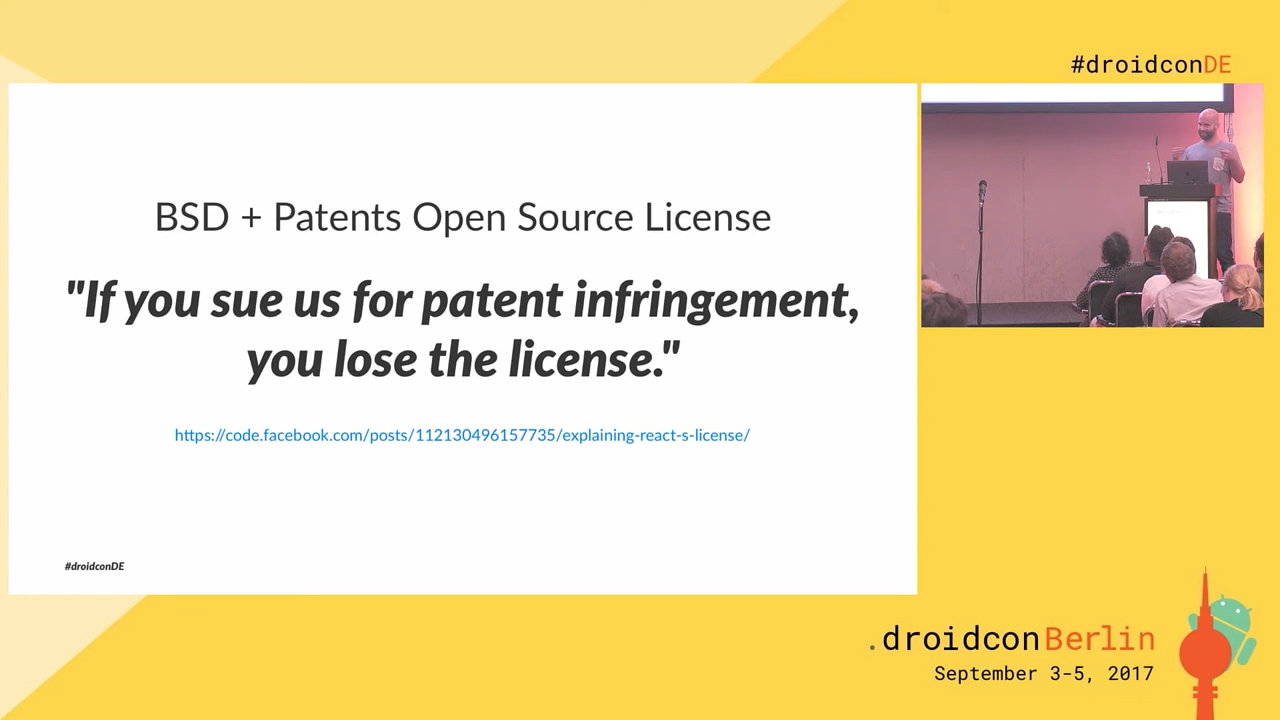 #droidconDE
BSD + Patents Open Source License
"If you sue us for patent infringement,
you lose the license."
https://code.facebook.com/posts/112130496157735/explaining-react-s-license/
#droidconDE
.droidconBerlin
September 3-5, 2017